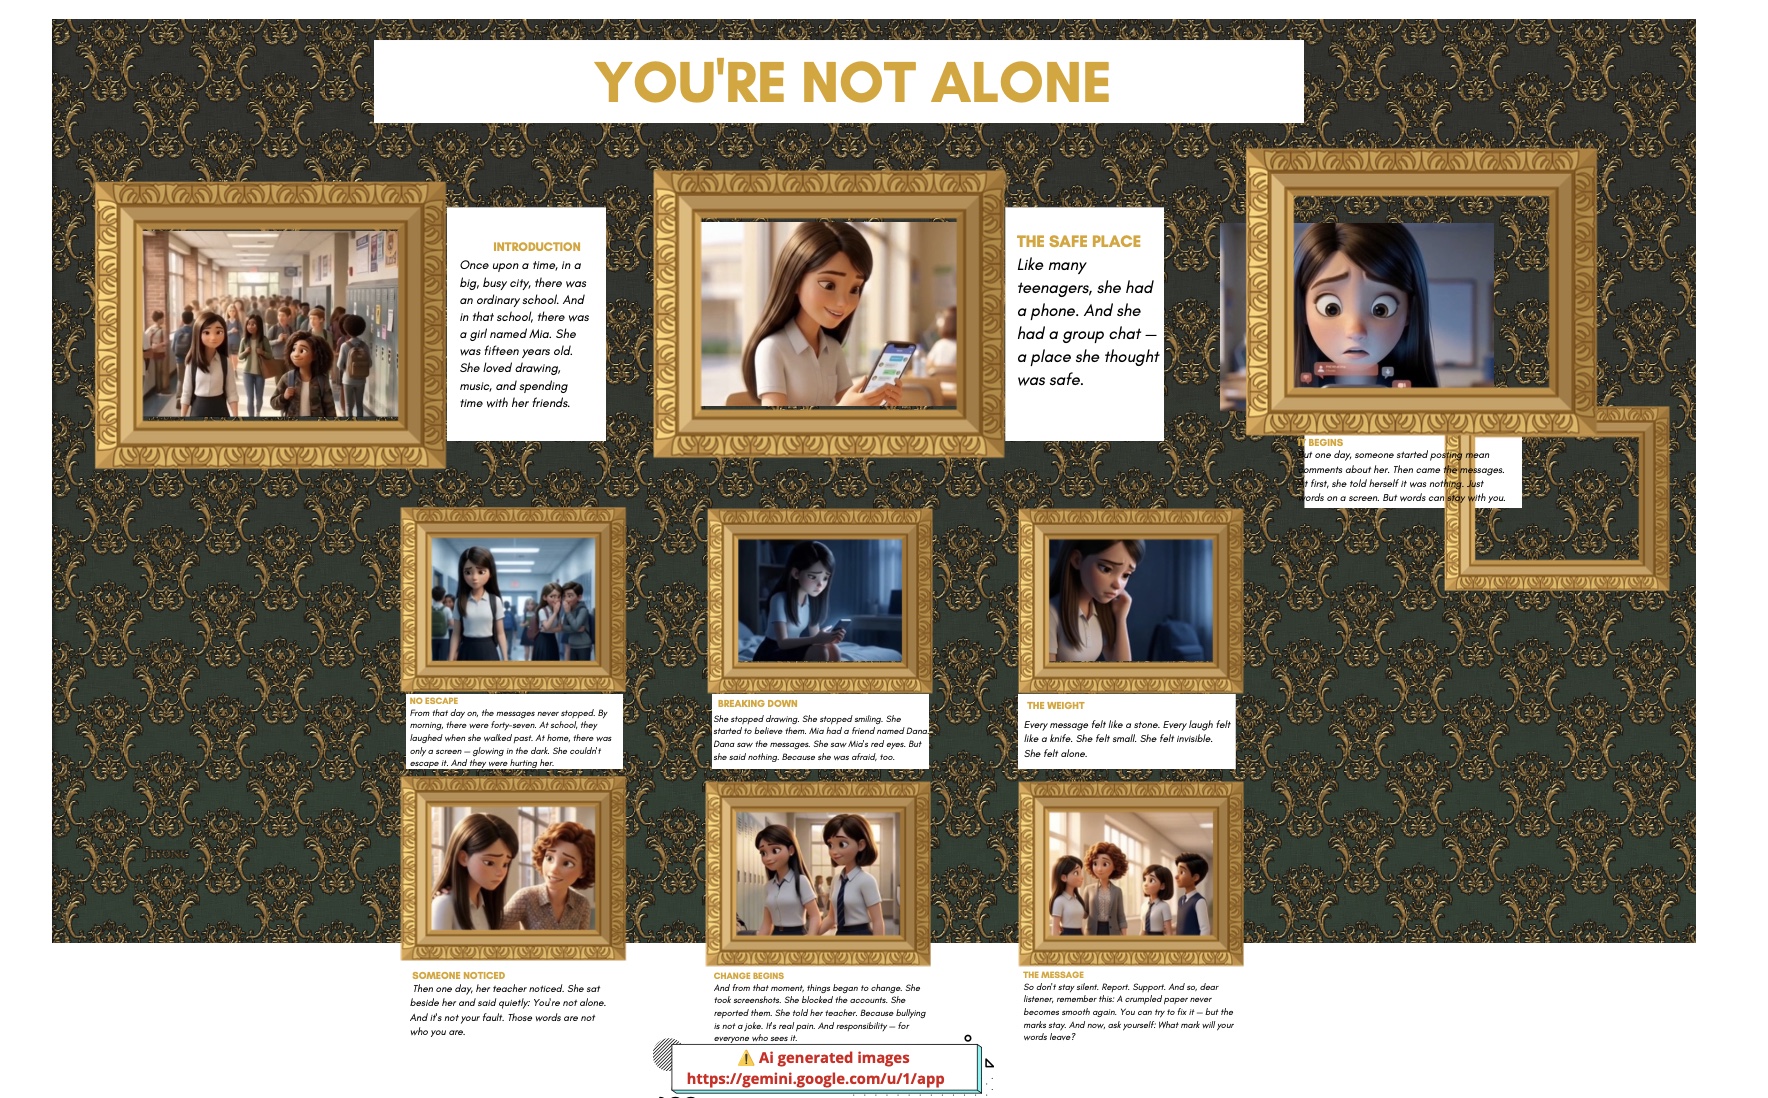 YOU'RE NOT ALONE
INTRODUCTION
Once upon a time, in a
big, busy city, there was
an ordinary school. And
in that school, there was
a girl named Mia. She
was fifteen years old.
She loved drawing,
music, and spending
time with her friends.
THE SAFE PLACE
Like many
teenagers, she had
a phone. And she
had a group chat —
a place she thought
was safe.
IT BEGINS
But one day, someone started posting mean
comments about her. Then came the messages.
At first, she told herself it was nothing. Just
words on a screen. But words can stay with you.
NO ESCAPE
From that day on, the messages never stopped. By
morning, there were forty-seven. At school, they
laughed when she walked past. At home, there was
only a screen — glowing in the dark. She couldn't
escape it. And they were hurting her.
BREAKING DOWN
She stopped drawing. She stopped smiling. She
started to believe them. Mia had a friend named Dana.
Dana saw the messages. She saw Mia's red eyes. But
she said nothing. Because she was afraid, too.
THE WEIGHT
Every message felt like a stone. Every laugh felt
like a knife. She felt small. She felt invisible.
She felt alone.
SOMEONE NOTICED
Then one day, her teacher noticed. She sat
beside her and said quietly: You're not alone.
And it's not your fault. Those words are not
who you are.
CHANGE BEGINS
And from that moment, things began to change. She
took screenshots. She blocked the accounts. She
reported them. She told her teacher. Because bullying
is not a joke. It's real pain. And responsibility — for
everyone who sees it.
THE MESSAGE
So don't stay silent. Report. Support. And so, dear
listener, remember this: A crumpled paper never
becomes smooth again. You can try to fix it — but the
marks stay. And now, ask yourself: What mark will your
words leave?
⚠️ Ai generated images
https://gemini.google.com/u/1/app